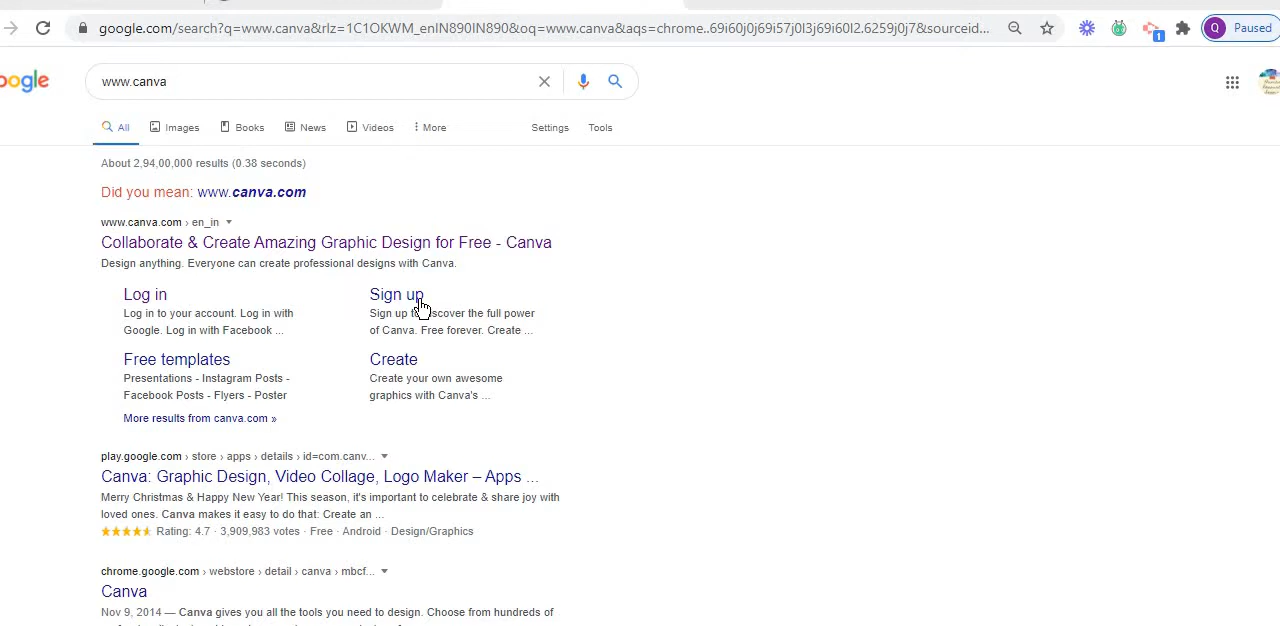 google.com/search?q=www.canva&rlz=1C1OKWM_enIN890IN890&oq=www.canva&aqs=chrome..69i60j0j69i57j0l3j69i60l2.6259j0j7&sourceid... Q Paused
1
oogle www.canva
All Images Books News Videos More Settings Tools
About 2,94,00,000 results (0.38 seconds)
Did you mean: www.canva.com
www.canva.com › en_in
Collaborate & Create Amazing Graphic Design for Free - Canva
Design anything. Everyone can create professional designs with Canva.
Log in
Log in to your account. Log in with
Google. Log in with Facebook ...
Sign up
Sign up to discover the full power
of Canva. Free forever. Create ...
Free templates
Presentations - Instagram Posts -
Facebook Posts - Flyers - Poster
Create
Create your own awesome
graphics with Canva's ...
More results from canva.com »
play.google.com › store › apps › details › id=com.canv...
Canva: Graphic Design, Video Collage, Logo Maker – Apps ...
Merry Christmas & Happy New Year! This season, it's important to celebrate & share joy with
loved ones. Canva makes it easy to do that: Create an ...
Rating: 4.7 · 3,909,983 votes · Free · Android · Design/Graphics
chrome.google.com › webstore › detail › canva › mbcf...
Canva
Nov 9, 2014 — Canva gives you all the tools you need to design. Choose from hundreds of